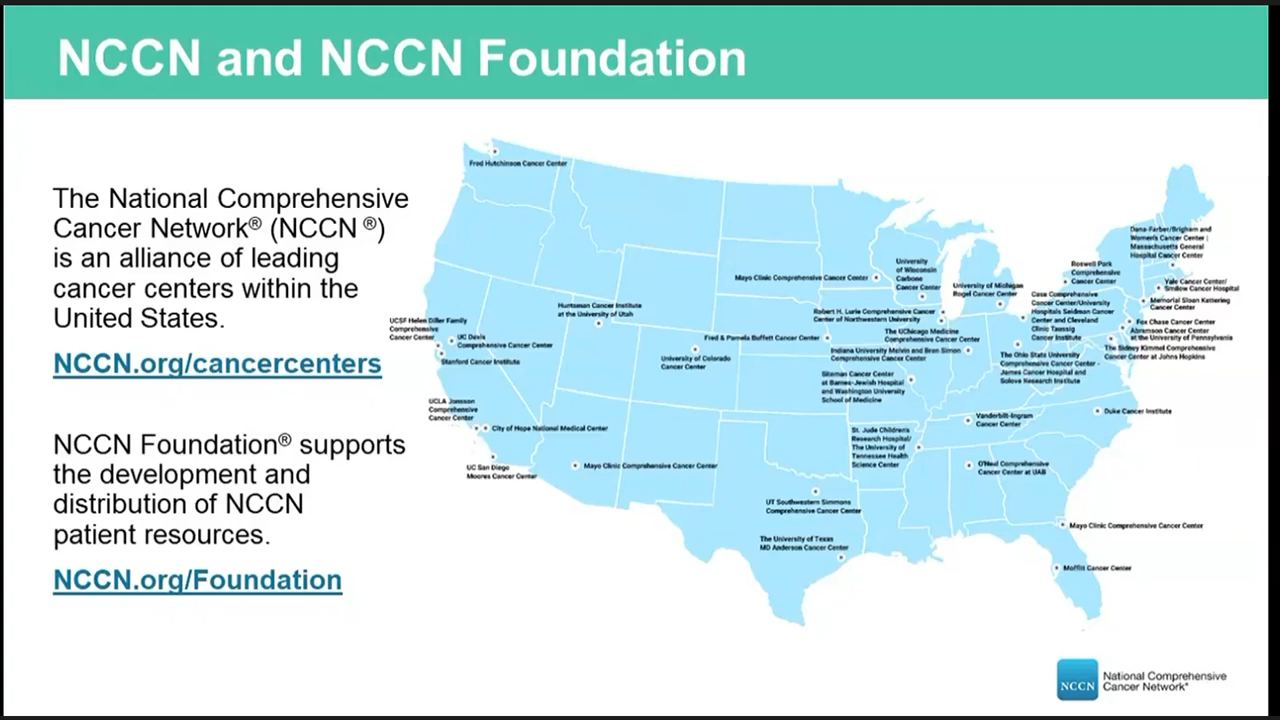 NCCN and NCCN Foundation
The National Comprehensive
Cancer Network® (NCCN ®)
is an alliance of leading
cancer centers within the
United States.
NCCN.org/cancercenters
NCCN Foundation® supports
the development and
distribution of NCCN
patient resources.
NCCN.org/Foundation
Fred Hutchinson Cancer Center
Huntsman Cancer Institute
at the University of Utah
UCSF Helen Diller Family
Comprehensive
Cancer Center
UC Davis
Comprehensive Cancer Center
Stanford Cancer Institute
UCLA Jonsson
Comprehensive
Cancer Center
City of Hope National Medical Center
UC San Diego
Moores Cancer Center
Mayo Clinic Comprehensive Cancer Center
University of Colorado
Cancer Center
Fred & Pamela Buffett Cancer Center
Mayo Clinic Comprehensive Cancer Center
University
of Wisconsin
Carbone
Cancer Center
Robert H. Lurie Comprehensive Cancer
Center of Northwestern University
The UChicago Medicine
Comprehensive Cancer Center
Indiana University Melvin and Bren Simon
Comprehensive Cancer Center
Siteman Cancer Center
at Barnes-Jewish Hospital
and Washington University
School of Medicine
St. Jude Children's
Research Hospital/
The University of
Tennessee Health
Science Center
UT Southwestern Simmons
Comprehensive Cancer Center
The University of Texas
MD Anderson Cancer Center
University of Michigan
Rogel Cancer Center
Case Comprehensive
Cancer Center/University
Hospitals Seidman Cancer
Center and Cleveland
Clinic Taussig
Cancer Institute
The Ohio State University
Comprehensive Cancer Center -
James Cancer Hospital and
Solove Research Institute
Roswell Park
Comprehensive
Cancer Center
Dana-Farber/Brigham and
Women's Cancer Center |
Massachusetts General
Hospital Cancer Center
Yale Cancer Center/
Smilow Cancer Hospital
Memorial Sloan Kettering
Cancer Center
Fox Chase Cancer Center
Abramson Cancer Center
at the University of Pennsylvania
The Sidney Kimmel Comprehensive
Cancer Center at Johns Hopkins
Vanderbilt-Ingram
Cancer Center
Duke Cancer Institute
O'Neal Comprehensive
Cancer Center at UAB
Mayo Clinic Comprehensive Cancer Center
Moffitt Cancer Center
NCCN
National Comprehensive
Cancer Network®